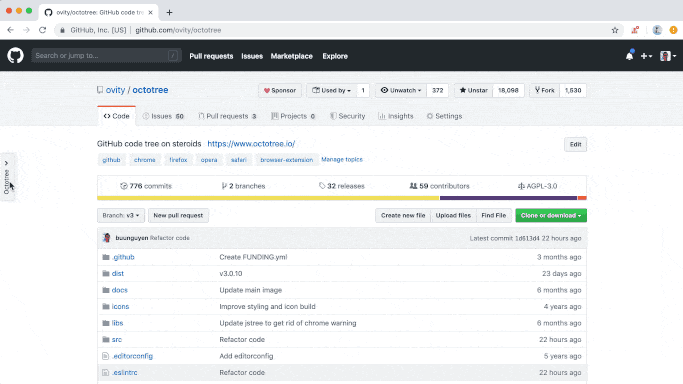 ovity/octotree: GitHub code tre
GitHub, Inc. [US] | github.com/ovity/octotree
Search or jump to...
/
Pull requests Issues Marketplace Explore
ovity / octotree
Sponsor Used by 1 Unwatch 372 Unstar 18,098 Fork 1,530
Code Issues 50 Pull requests 3 Projects 0 Security Insights Settings
GitHub code tree on steroids https://www.octotree.io/ Edit
github chrome firefox opera safari browser-extension Manage topics
Octotree
776 commits 2 branches 32 releases 59 contributors AGPL-3.0
Branch: v3 New pull request Create new file Upload files Find File Clone or download
buunguyen Refactor code Latest commit 1d613d4 22 hours ago
.github Create FUNDING.yml 3 months ago
dist v3.0.10 23 days ago
docs Update main image 6 months ago
icons Improve styling and icon build 4 years ago
libs Update jstree to get rid of chrome warning 6 months ago
src Refactor code 22 hours ago
.editorconfig Add editorconfig 5 years ago
.eslintrc Refactor code 22 hours ago